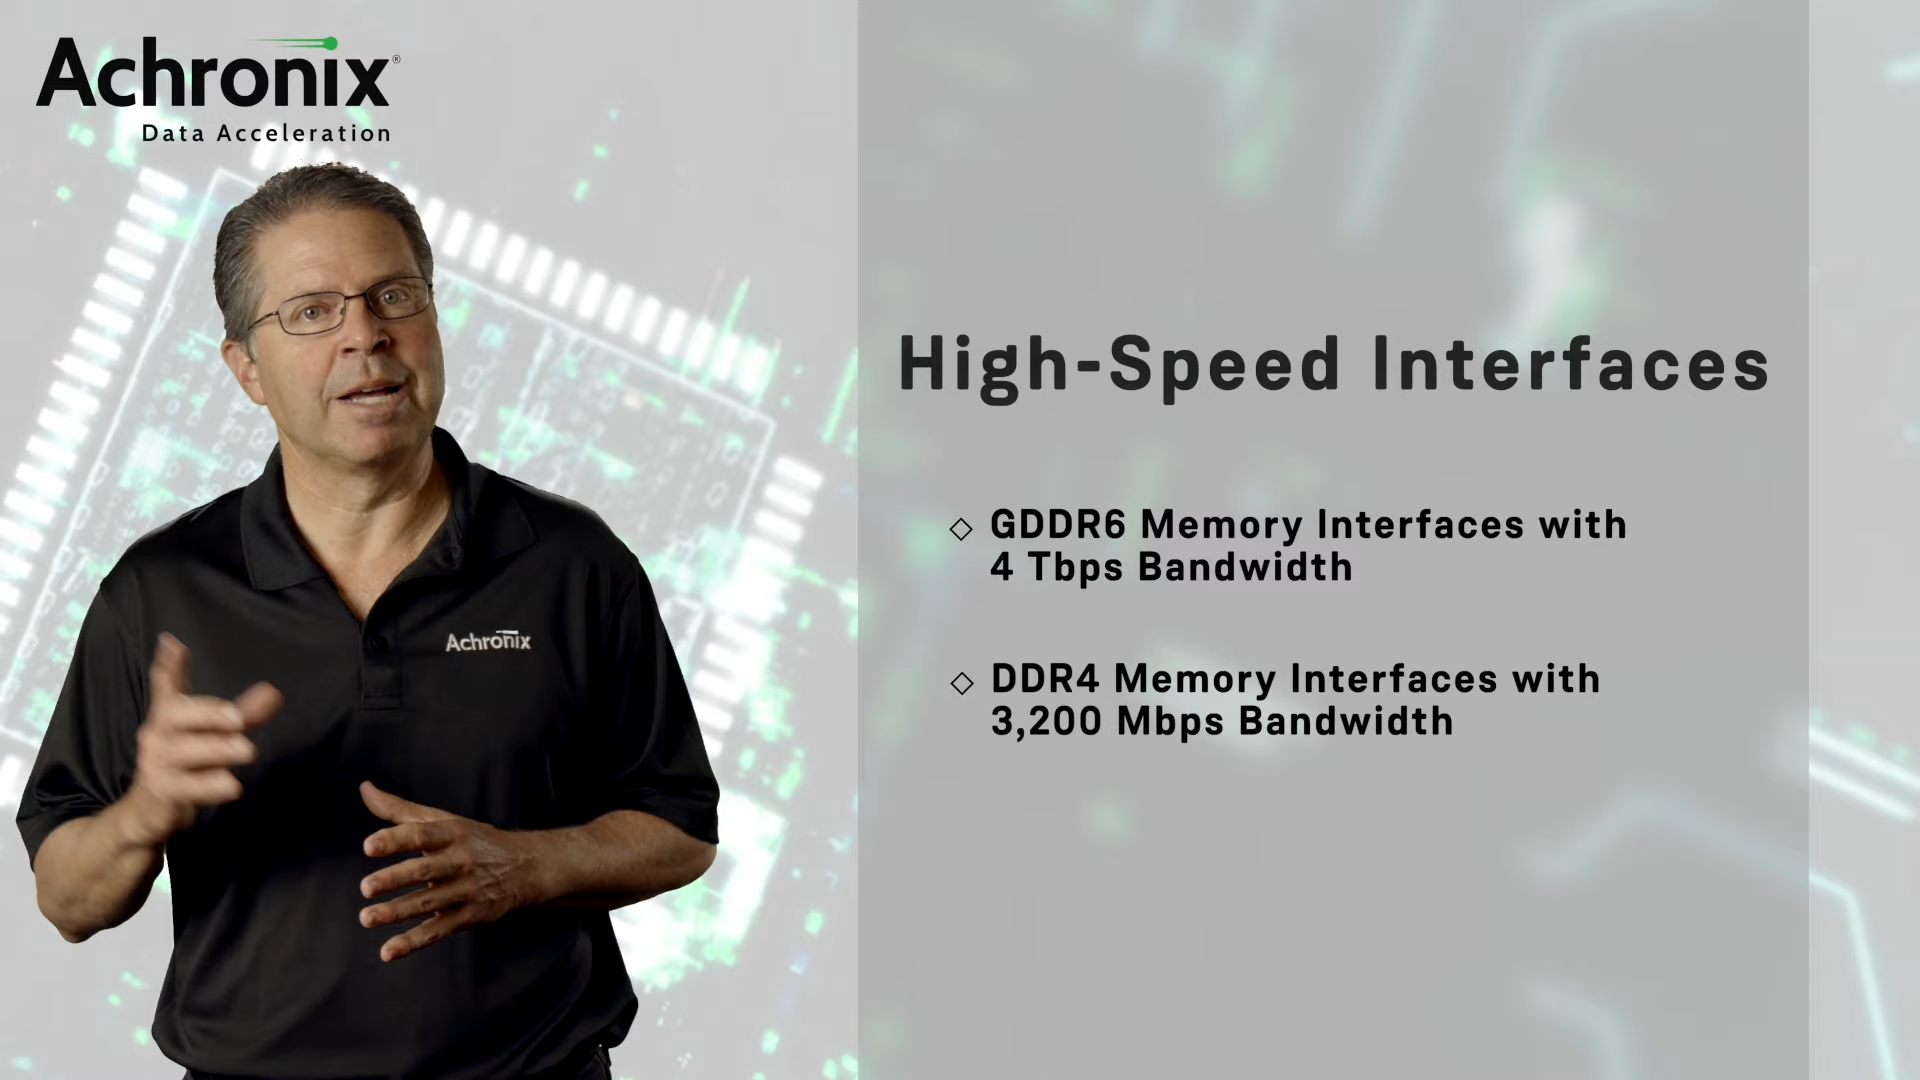 Achronix®
Data Acceleration
High-Speed Interfaces
◇ GDDR6 Memory Interfaces with
4 Tbps Bandwidth
◇ DDR4 Memory Interfaces with
3,200 Mbps Bandwidth
Achronix